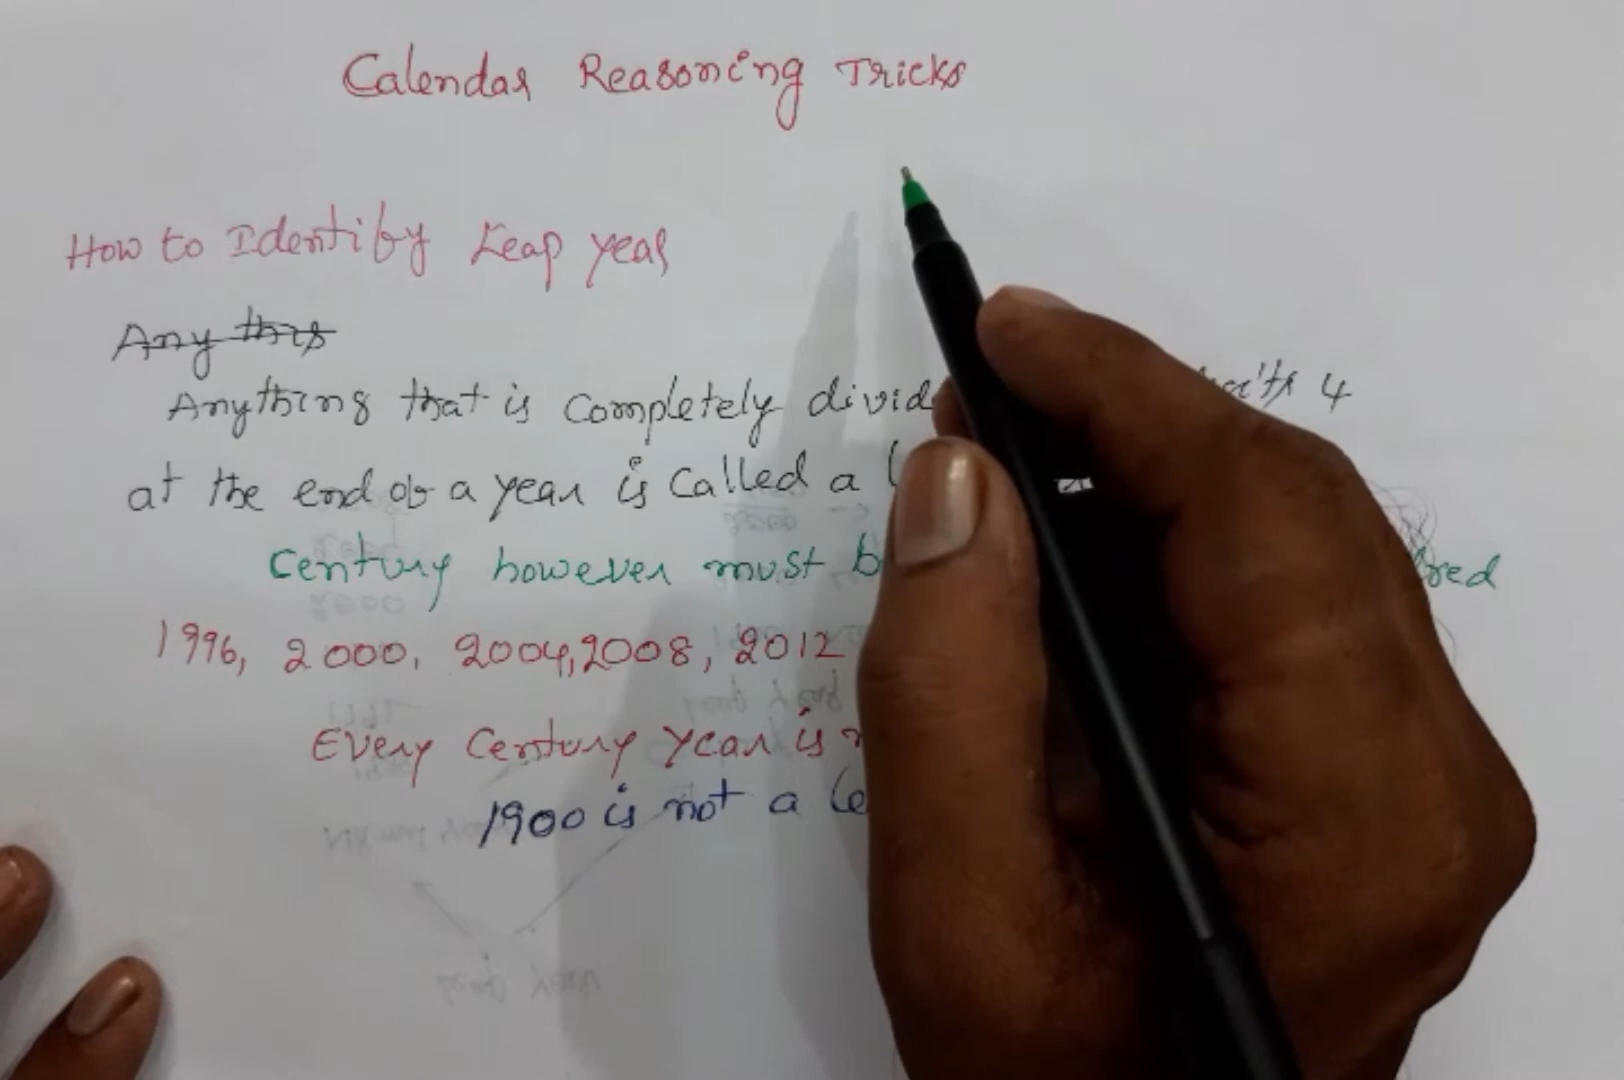 Calendar Reasoning Tricks
How to Identify Leap year
Any this
Anything that is completely divid 4
at the end of a year is called a
Century however must b
1996, 2000, 2004, 2008, 2012
Every Century year is
1900 is not a le